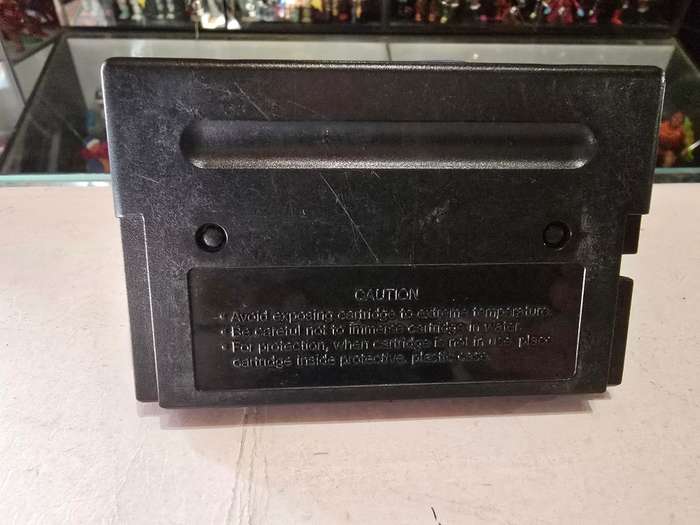 CAUTION
• Avoid exposing cartridge to extreme temperature.
• Be careful not to immerse cartridge in water.
• For protection, when cartridge is not in use, place
cartridge inside protective, plastic case.